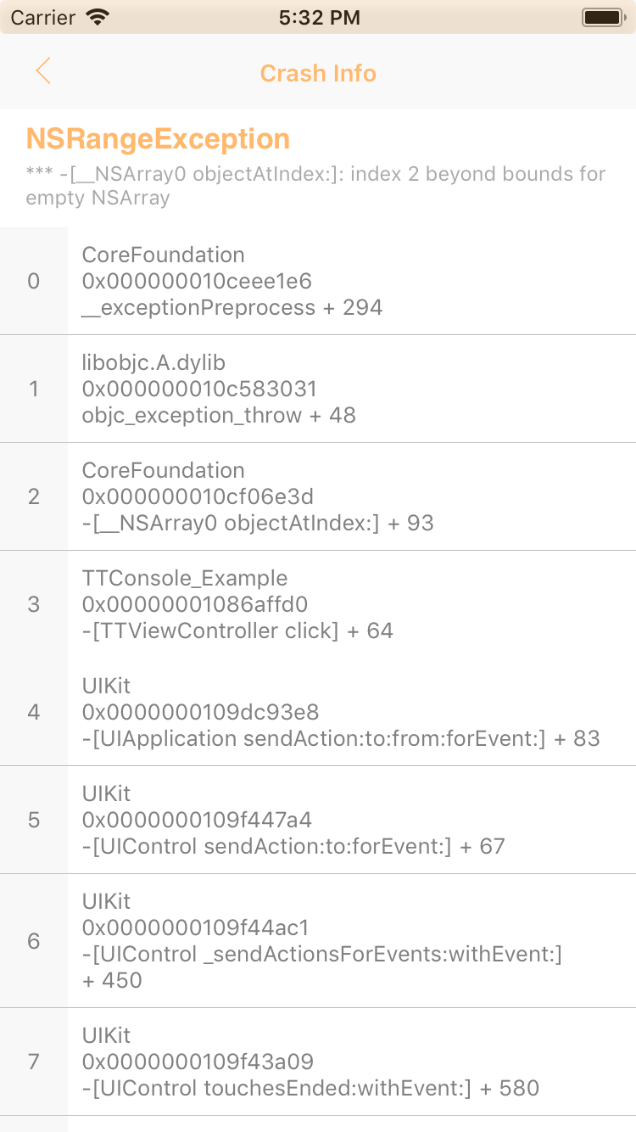 Carrier 5:32 PM
Crash Info
NSRangeException
*** -[__NSArray0 objectAtIndex:]: index 2 beyond bounds for
empty NSArray
0
CoreFoundation
0x000000010ceee1e6
__exceptionPreprocess + 294
1
libobjc.A.dylib
0x000000010c583031
objc_exception_throw + 48
2
CoreFoundation
0x000000010cf06e3d
-[__NSArray0 objectAtIndex:] + 93
3
TTConsole_Example
0x00000001086affd0
-[TTViewController click] + 64
4
UIKit
0x0000000109dc93e8
-[UIApplication sendAction:to:from:forEvent:] + 83
5
UIKit
0x0000000109f447a4
-[UIControl sendAction:to:forEvent:] + 67
6
UIKit
0x0000000109f44ac1
-[UIControl _sendActionsForEvents:withEvent:]
+ 450
7
UIKit
0x0000000109f43a09
-[UIControl touchesEnded:withEvent:] + 580